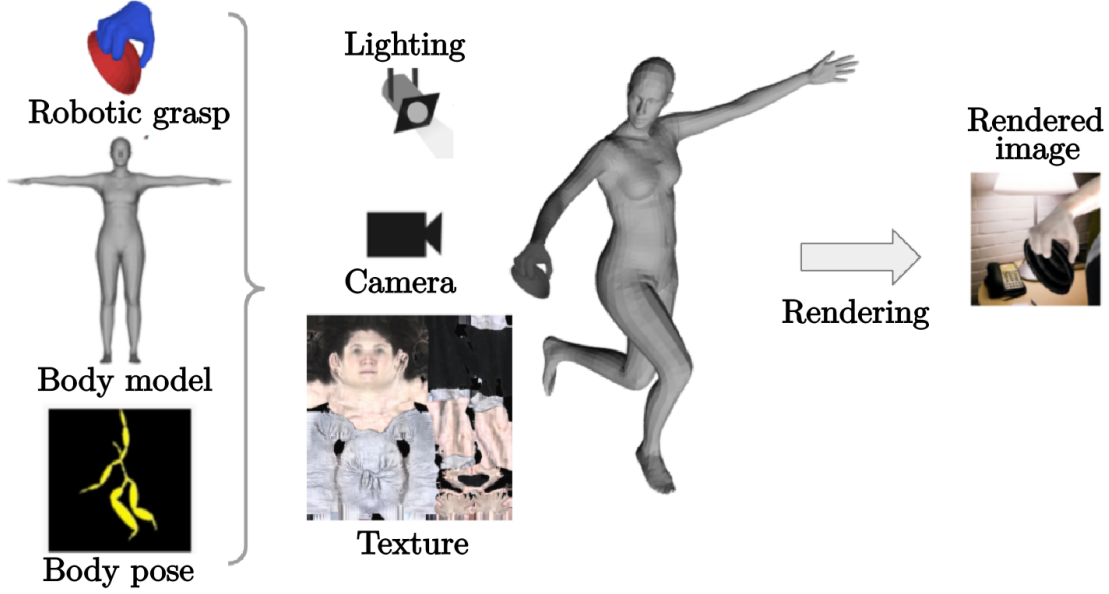 Robotic grasp
Body model
Body pose
Lighting
Camera
Texture
Rendering
Rendered
image